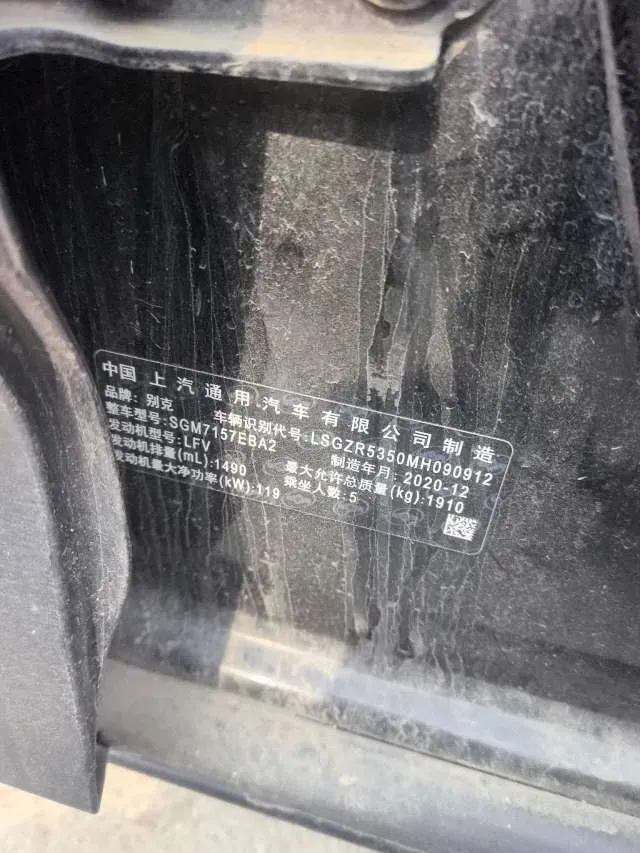 中国 上汽通用汽车有限公司制造
品牌: 别克 车辆识别代号: LSGZR5350MH090912
整车型号: SGM7157EBA2 制造年月: 2020-12
发动机型号: LFV 最大允许总质量(kg): 1910
发动机排量(mL): 1490 乘坐人数: 5
发动机最大净功率(kW): 119